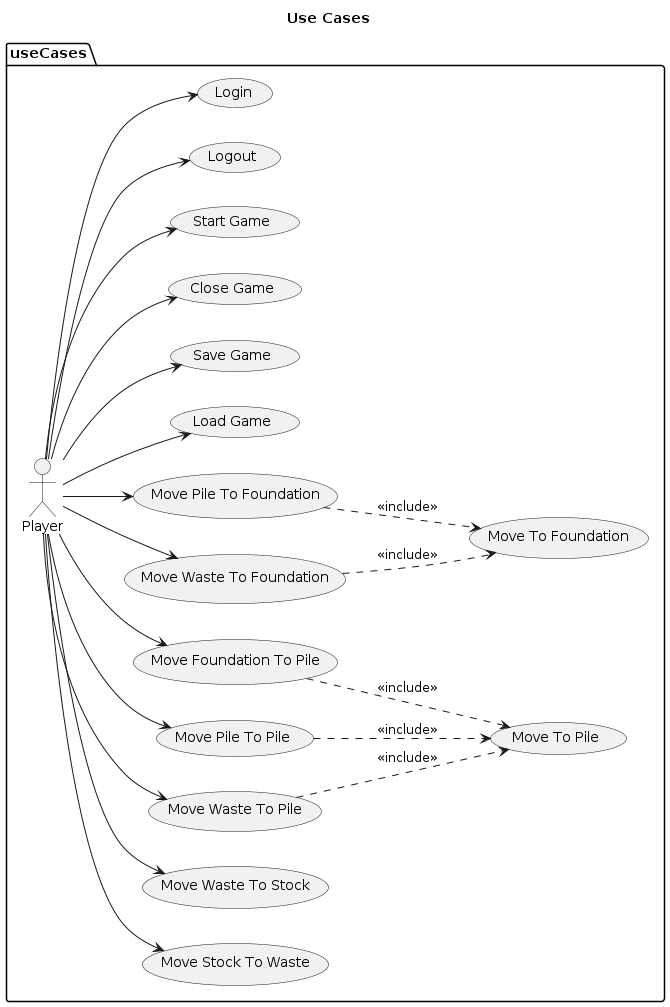 Use Cases
useCases
Login
Logout
Start Game
Close Game
Save Game
Load Game
Player
Move Pile To Foundation
«include»
Move To Foundation
Move Waste To Foundation
«include»
Move Foundation To Pile
«include»
Move Pile To Pile
«include»
Move To Pile
«include»
Move Waste To Pile
Move Waste To Stock
Move Stock To Waste